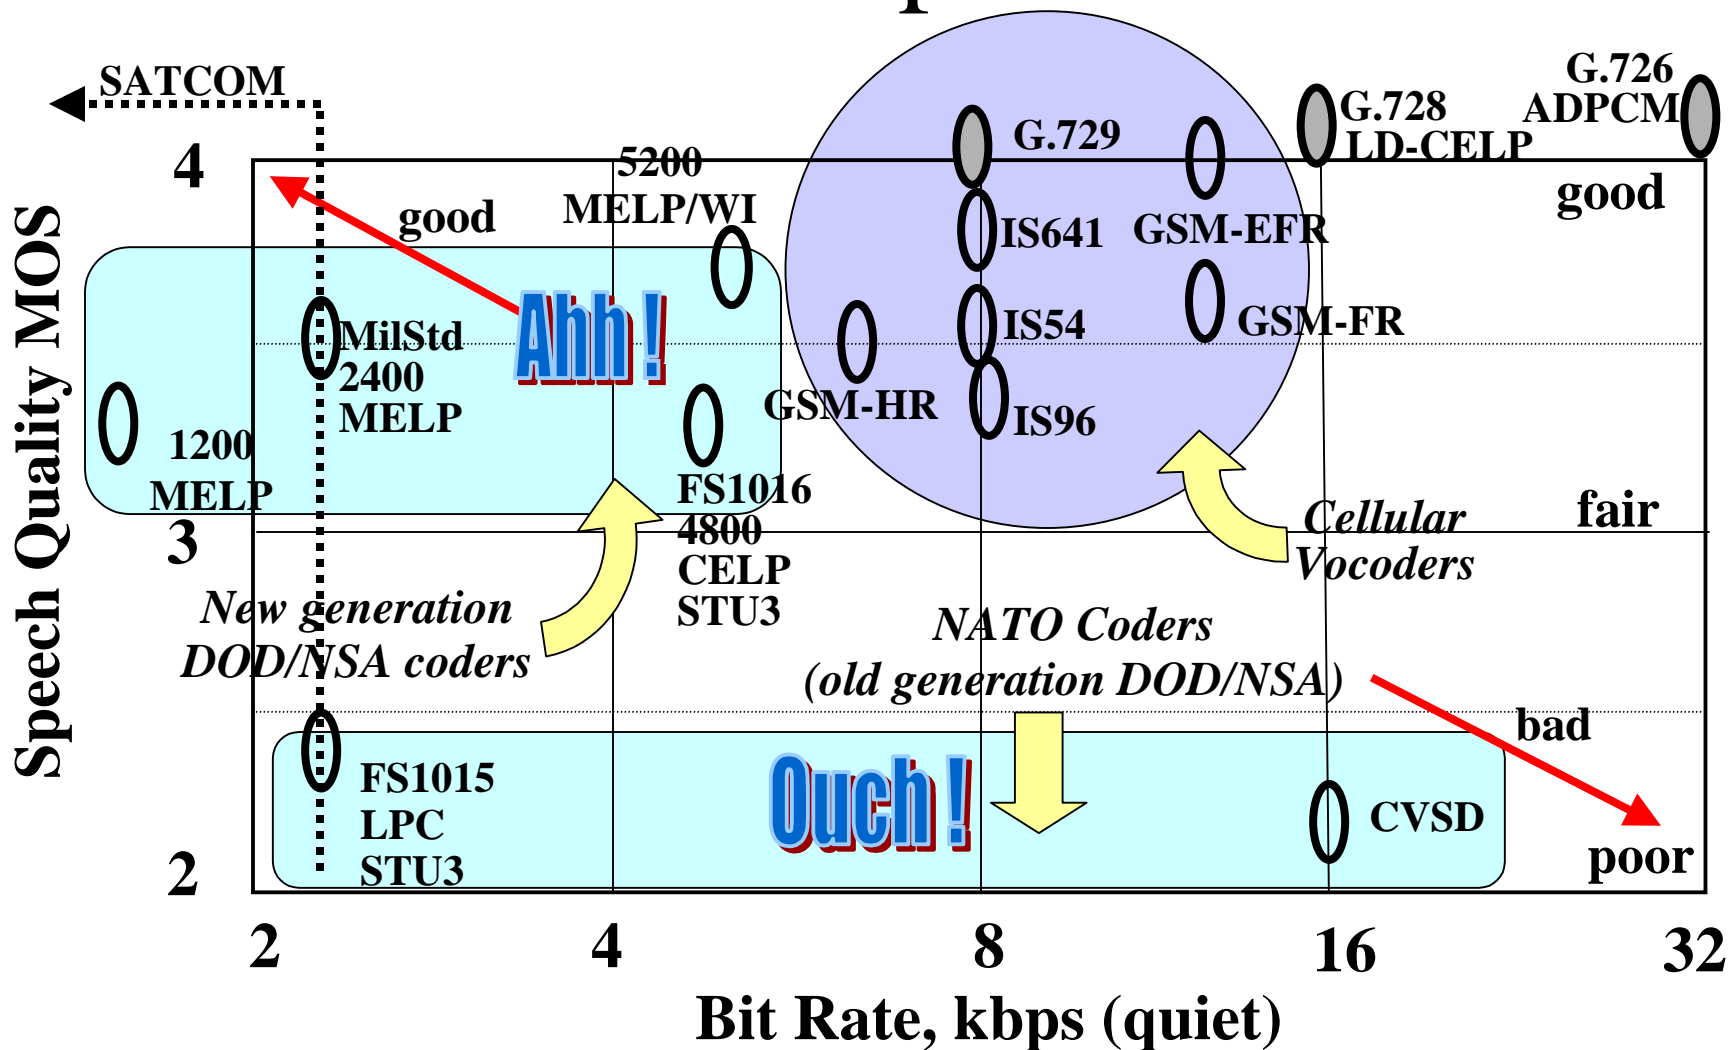 SATCOM
G.726
ADPCM
G.728
LD-CELP
G.729
4
5200
MELP/WI
good
good
IS641
GSM-EFR
Ahh !
MilStd
2400
MELP
IS54
GSM-FR
GSM-HR
IS96
1200
MELP
FS1016
4800
CELP
STU3
Cellular
Vocoders
fair
3
Speech Quality MOS
New generation
DOD/NSA coders
NATO Coders
(old generation DOD/NSA)
bad
FS1015
LPC
STU3
Ouch !
CVSD
poor
2
2
4
8
16
32
Bit Rate, kbps (quiet)